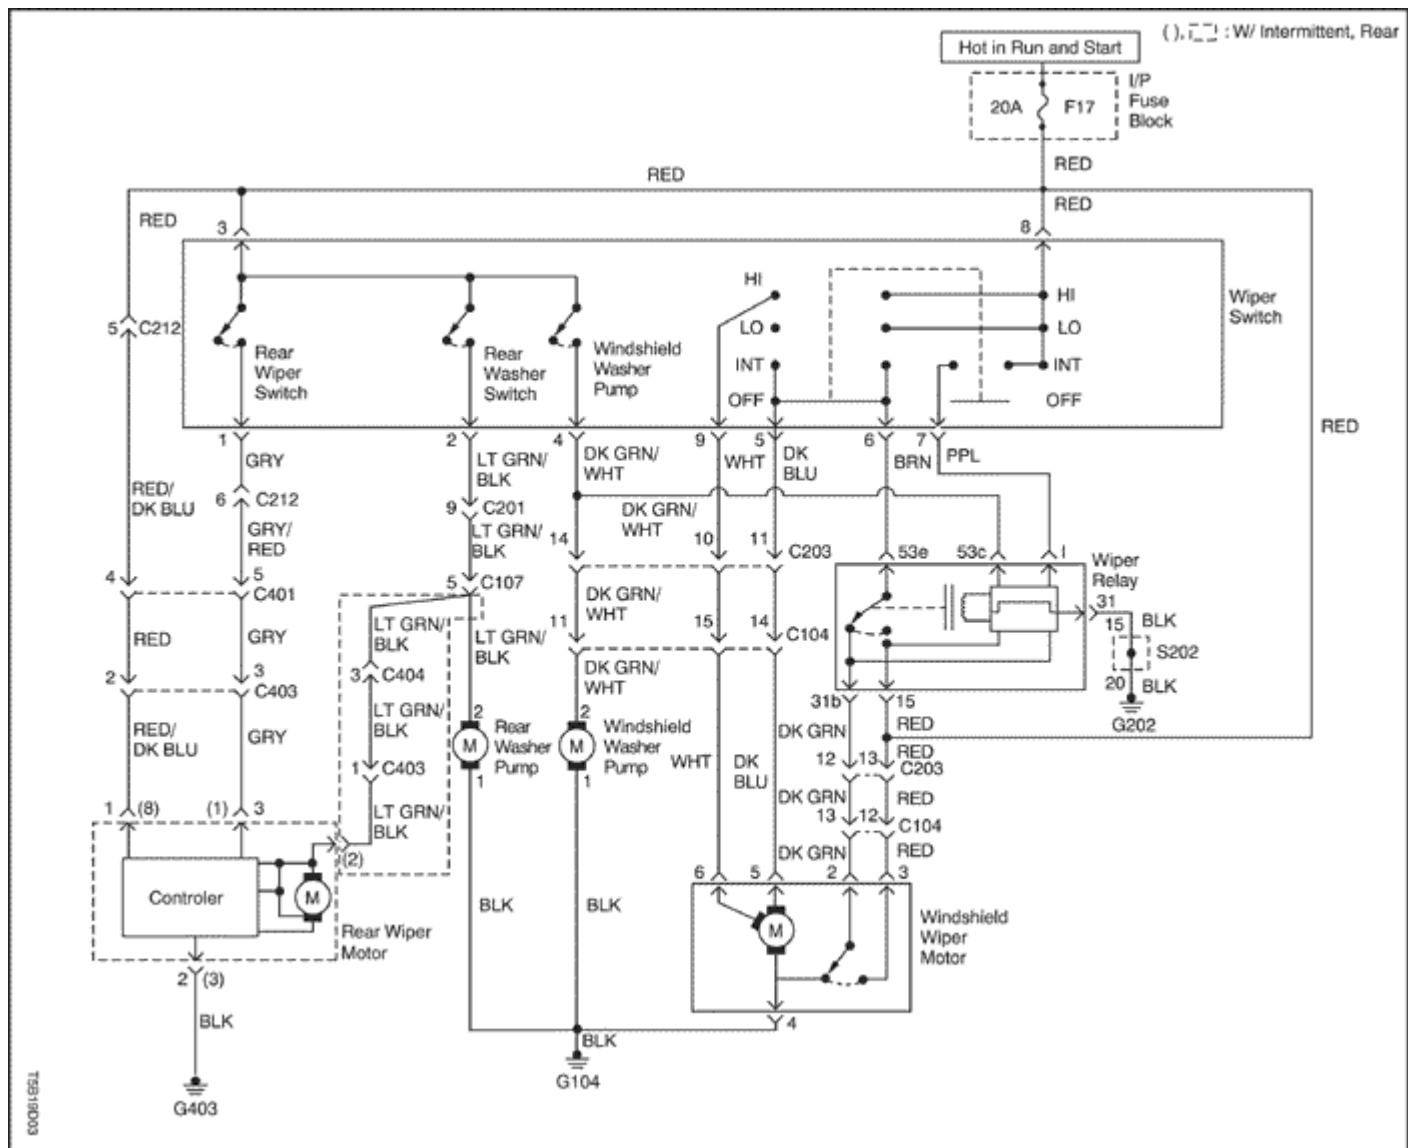 ( ), : W/ Intermittent, Rear
Hot in Run and Start
20A F17
I/P
Fuse
Block
RED
RED
RED
RED
3
8
HI
HI
LO
LO
INT
INT
OFF
OFF
Wiper
Switch
5 C212
Rear
Wiper
Switch
Rear
Washer
Switch
Windshield
Washer
Pump
RED
1
2
4
9
5
6
7
GRY
LT GRN/
BLK
DK GRN/
WHT
WHT
DK
BLU
BRN
PPL
RED/
DK BLU
6 C212
9 C201
DK GRN/
WHT
GRY/
RED
LT GRN/
BLK
14
10
11
C203
53e
53c
I
Wiper
Relay
4
5
C401
5 C107
DK GRN/
WHT
31
15
BLK
RED
GRY
LT GRN/
BLK
LT GRN/
BLK
11
15
14
C104
S202
2
3
C403
3 C404
DK GRN/
WHT
20
BLK
G202
31b
15
RED/
DK BLU
GRY
LT GRN/
BLK
2
M
1
Rear
Washer
Pump
2
M
1
Windshield
Washer
Pump
WHT
DK
BLU
DK GRN
RED
RED
12
13
C203
1 C403
DK GRN
RED
13
12
C104
LT GRN/
BLK
DK GRN
RED
1 (8)
(1) 3
(2)
6
5
2
3
Controler
M
Rear Wiper
Motor
BLK
BLK
M
Windshield
Wiper
Motor
2 (3)
BLK
4
BLK
G104
G403
TSB19D03